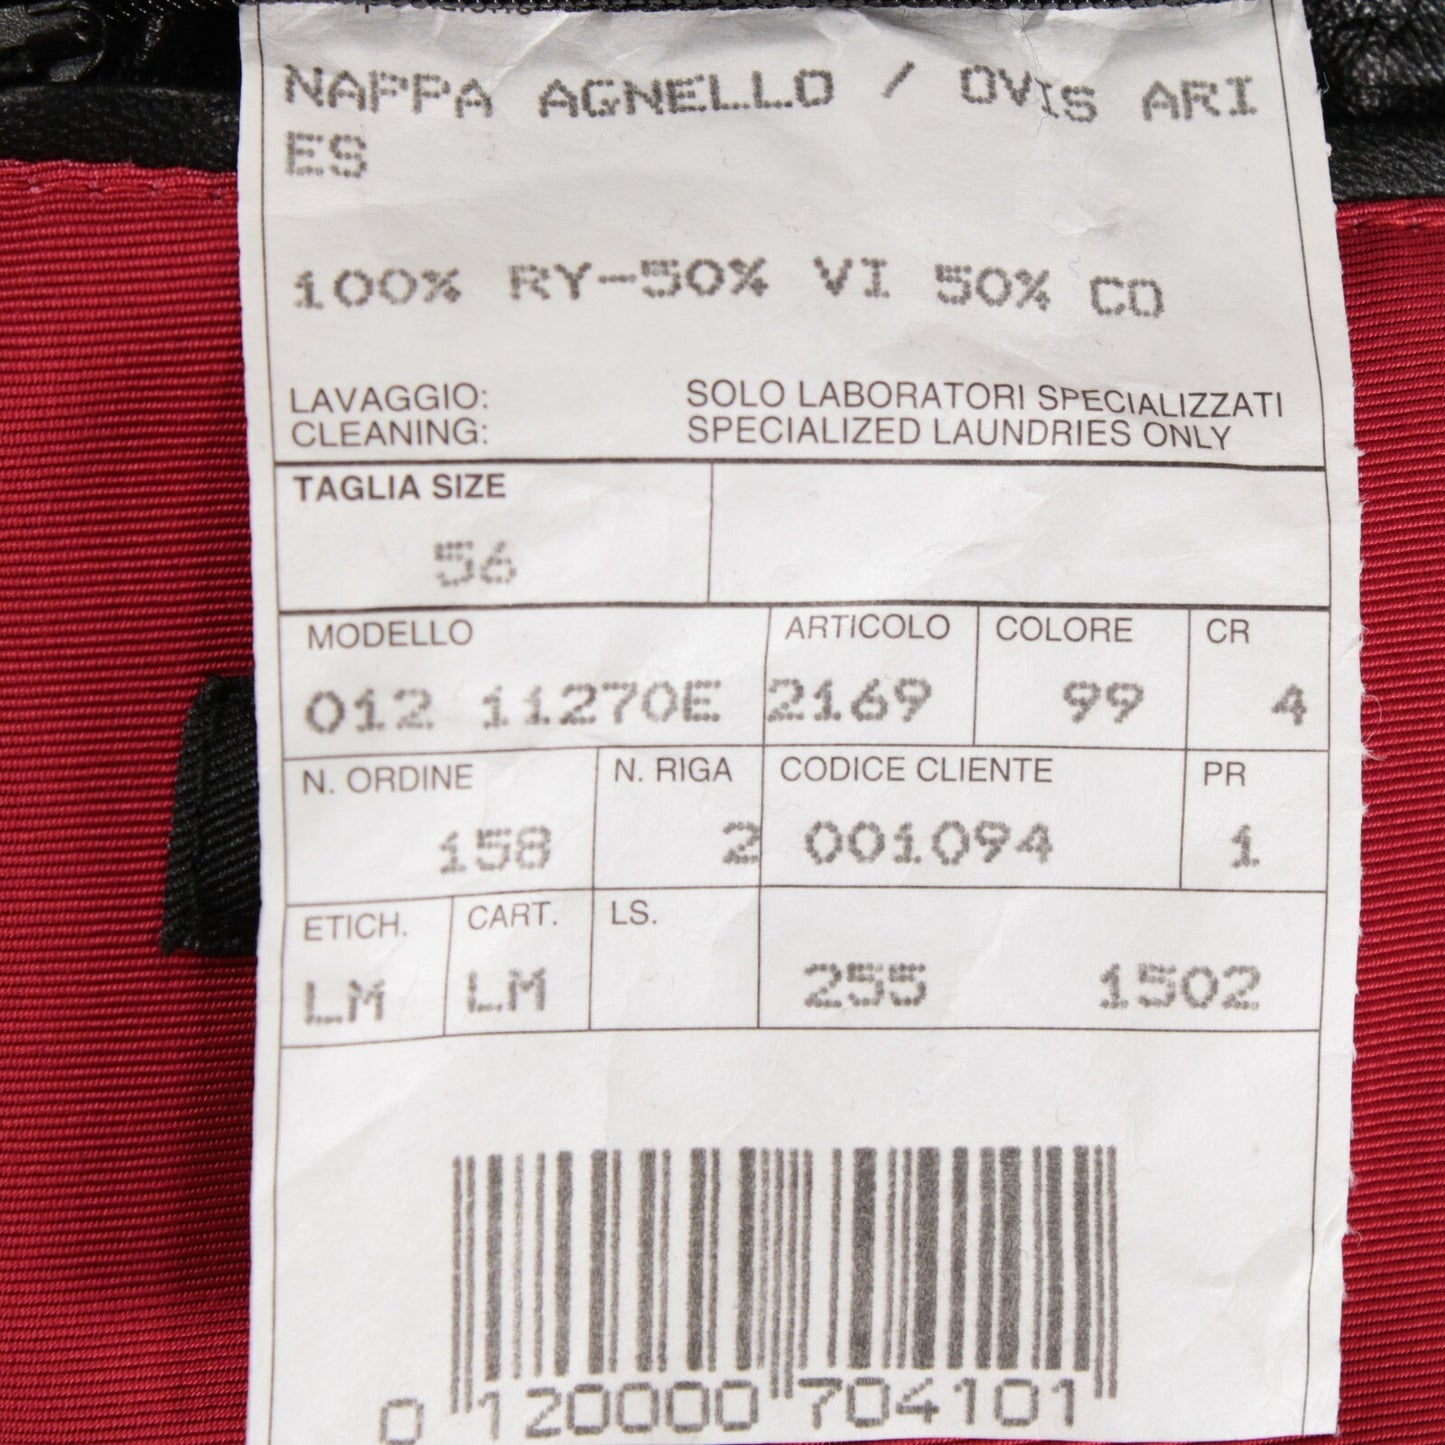 NAPPA AGNELLO / OVIS ARI
ES
100% RY-50% VI 50% CO
LAVAGGIO: SOLO LABORATORI SPECIALIZZATI
CLEANING: SPECIALIZED LAUNDRIES ONLY
TAGLIA SIZE
56
MODELLO ARTICOLO COLORE CR
012 11270E 2169 99 4
N. ORDINE N. RIGA CODICE CLIENTE PR
158 2 001094 1
ETICH. CART. LS.
LM LM 255 1502
0 120000 704101